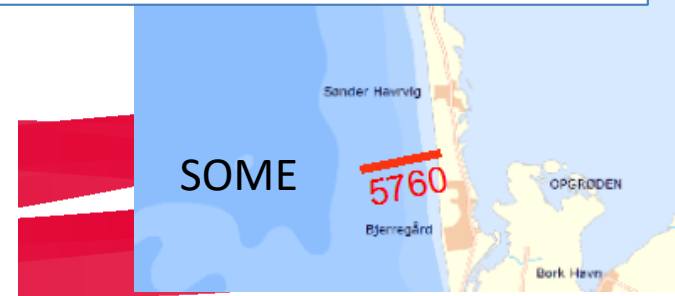 Sønder Havrvig
SOME
5760
OPGRØDEN
Bjerregård
Bork Havn